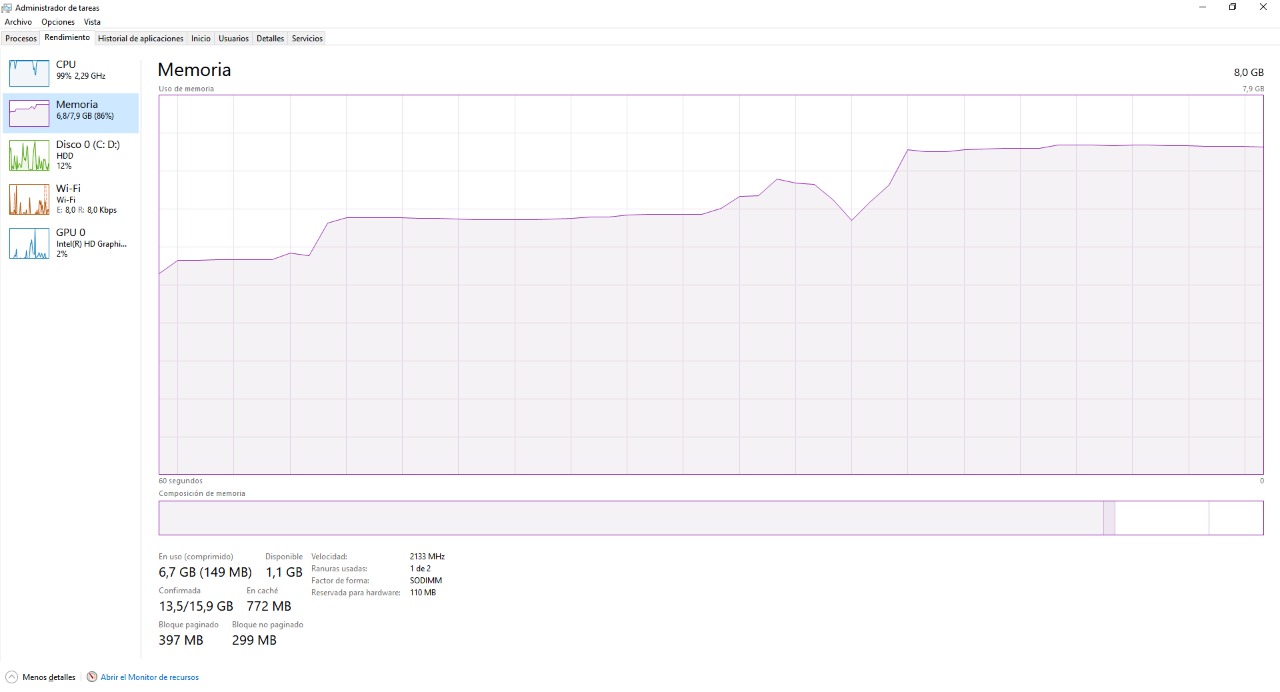 Administrador de tareas
Archivo Opciones Vista
Procesos Rendimiento Historial de aplicaciones Inicio Usuarios Detalles Servicios
CPU
99% 2,29 GHz
Memoria
6,8/7,9 GB (86%)
Disco 0 (C: D:)
HDD
12%
Wi-Fi
Wi-Fi
E: 8,0 R: 8,0 Kbps
GPU 0
Intel(R) HD Graphi...
2%
Memoria 8,0 GB
Uso de memoria 7,9 GB
60 segundos 0
Composición de memoria
En uso (comprimido) Disponible
6,7 GB (149 MB) 1,1 GB
Confirmada En caché
13,5/15,9 GB 772 MB
Bloque paginado Bloque no paginado
397 MB 299 MB
Velocidad: 2133 MHz
Ranuras usadas: 1 de 2
Factor de forma: SODIMM
Reservada para hardware: 110 MB
Menos detalles Abrir el Monitor de recursos